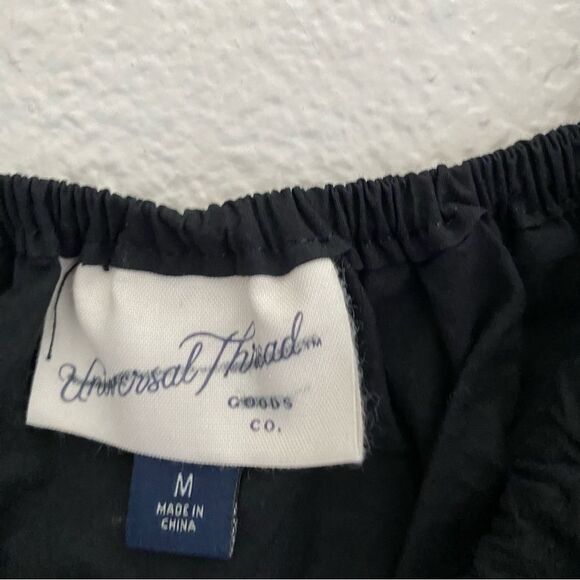 Universal Thread™
GOODS
CO.
M
MADE IN
CHINA